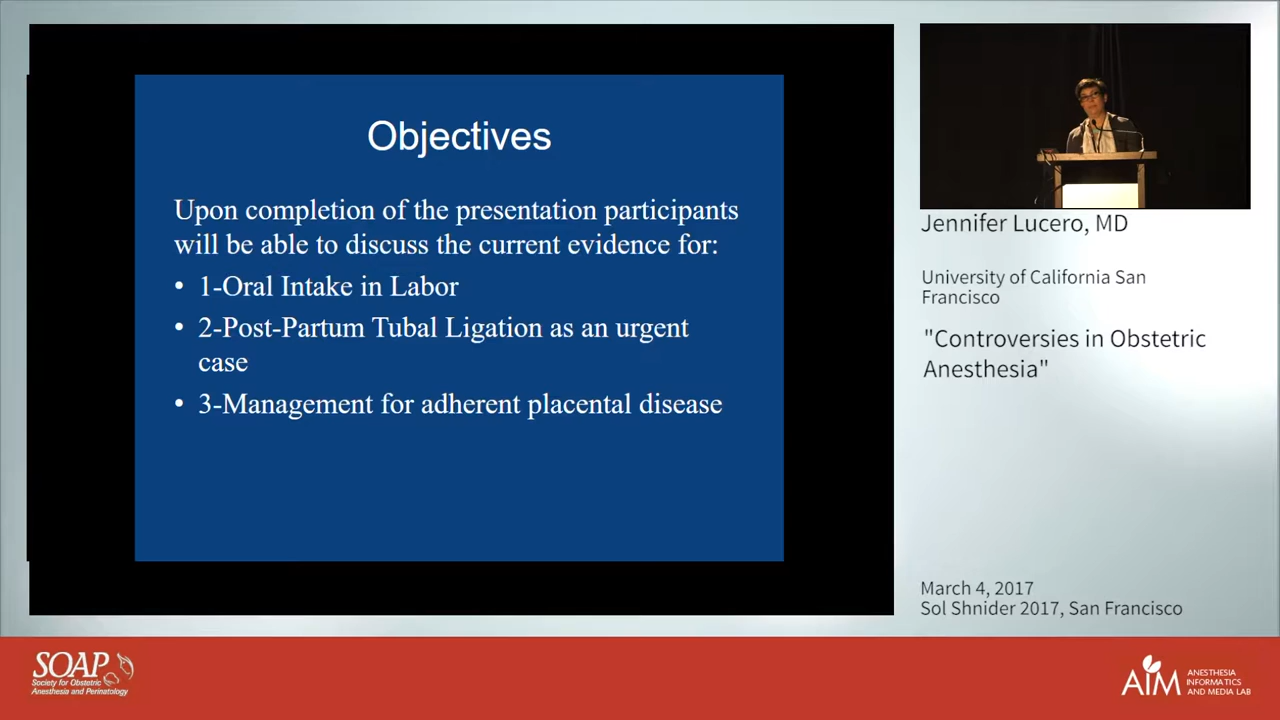 Objectives
Upon completion of the presentation participants
will be able to discuss the current evidence for:
• 1-Oral Intake in Labor
• 2-Post-Partum Tubal Ligation as an urgent
case
• 3-Management for adherent placental disease
Jennifer Lucero, MD
University of California San
Francisco
"Controversies in Obstetric
Anesthesia"
March 4, 2017
Sol Shnider 2017, San Francisco
SOAP
Society for Obstetric
Anesthesia and Perinatology
AIM
ANESTHESIA
INFORMATICS
AND MEDIA LAB